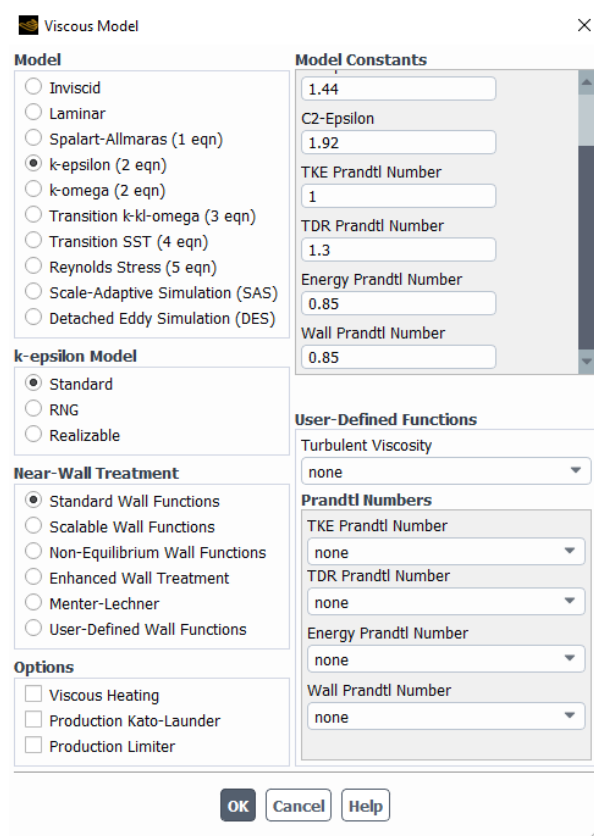 Viscous Model
Model
Inviscid
Laminar
Spalart-Allmaras (1 eqn)
k-epsilon (2 eqn)
k-omega (2 eqn)
Transition k-kl-omega (3 eqn)
Transition SST (4 eqn)
Reynolds Stress (5 eqn)
Scale-Adaptive Simulation (SAS)
Detached Eddy Simulation (DES)
k-epsilon Model
Standard
RNG
Realizable
Near-Wall Treatment
Standard Wall Functions
Scalable Wall Functions
Non-Equilibrium Wall Functions
Enhanced Wall Treatment
Menter-Lechner
User-Defined Wall Functions
Options
Viscous Heating
Production Kato-Launder
Production Limiter
Model Constants
1.44
C2-Epsilon
1.92
TKE Prandtl Number
1
TDR Prandtl Number
1.3
Energy Prandtl Number
0.85
Wall Prandtl Number
0.85
User-Defined Functions
Turbulent Viscosity
none
Prandtl Numbers
TKE Prandtl Number
none
TDR Prandtl Number
none
Energy Prandtl Number
none
Wall Prandtl Number
none
OK Cancel Help